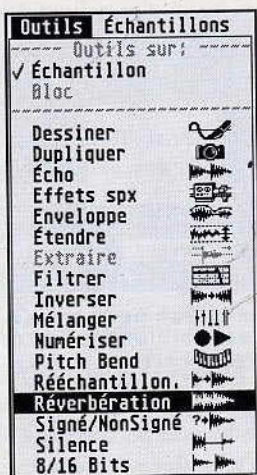 Outils Échantillons
Outils sur:
√ Échantillon
Bloc
Dessiner
Dupliquer
Écho
Effets spx
Enveloppe
Étendre
Extraire
Filtrer
Inverser
Mélanger
Numériser
Pitch Bend
Rééchantillon.
Réverbération
Signé/NonSigné
Silence
8/16 Bits